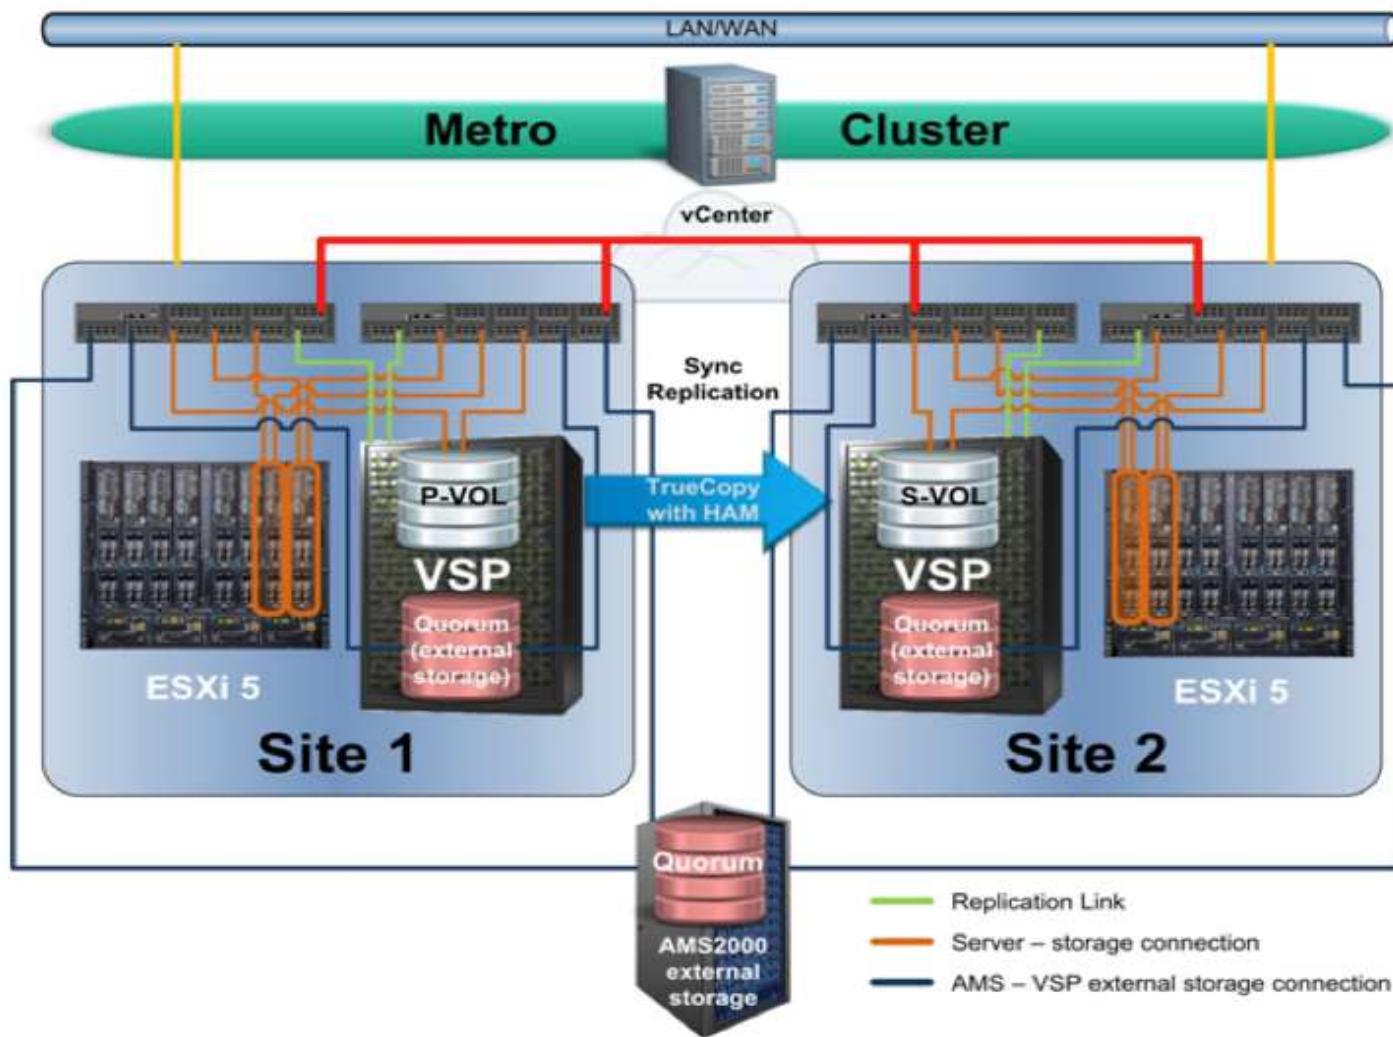 LAN/WAN
Metro Cluster
vCenter
Sync
Replication
P-VOL
TrueCopy
with HAM
S-VOL
VSP
VSP
Quorum
(external
storage)
Quorum
(external
storage)
ESXi 5
ESXi 5
Site 1
Site 2
Quorum
AMS2000
external
storage
Replication Link
Server – storage connection
AMS – VSP external storage connection